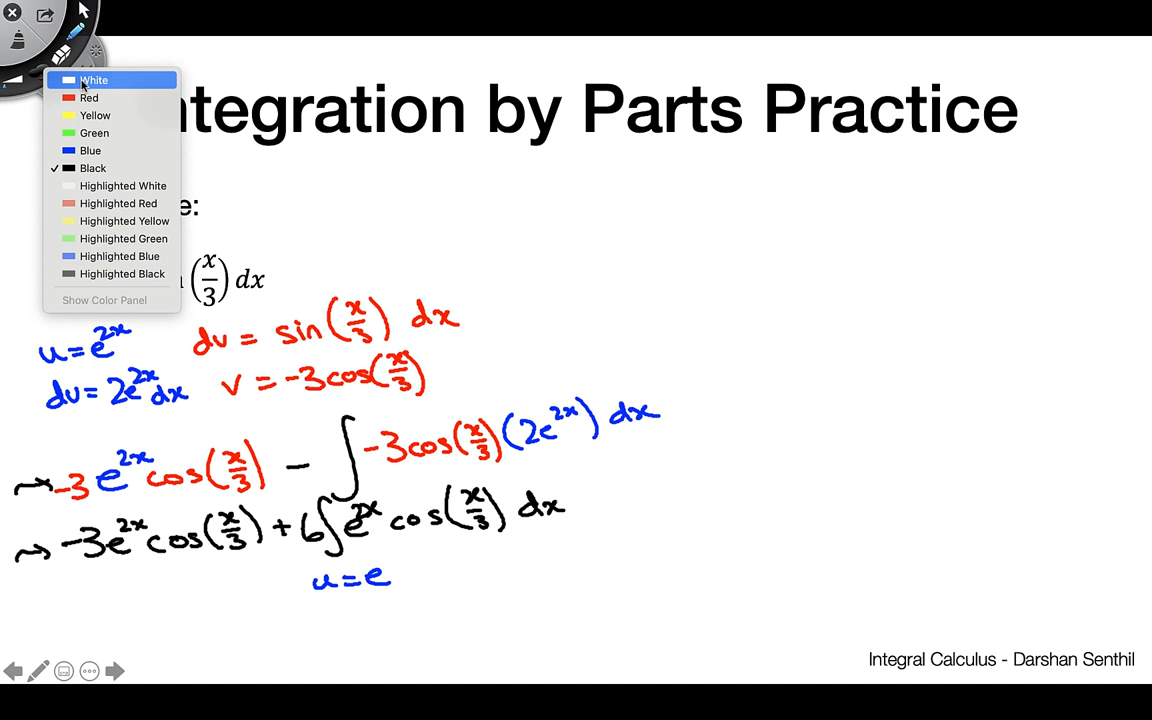 ntegration by Parts Practice
White
Red
Yellow
Green
Blue
Black
Highlighted White
Highlighted Red
Highlighted Yellow
Highlighted Green
Highlighted Blue
Highlighted Black
Show Color Panel
e:
n(x/3) dx
u = e^{2x} dv = sin(x/3) dx
dv = 2e^{2x} dx v = -3cos(x/3)
⇝ -3 e^{2x} cos(x/3) - ∫ -3cos(x/3)(2e^{2x}) dx
⇝ -3e^{2x} cos(x/3) + 6∫ e^{2x} cos(x/3) dx
u = e
Integral Calculus - Darshan Senthil